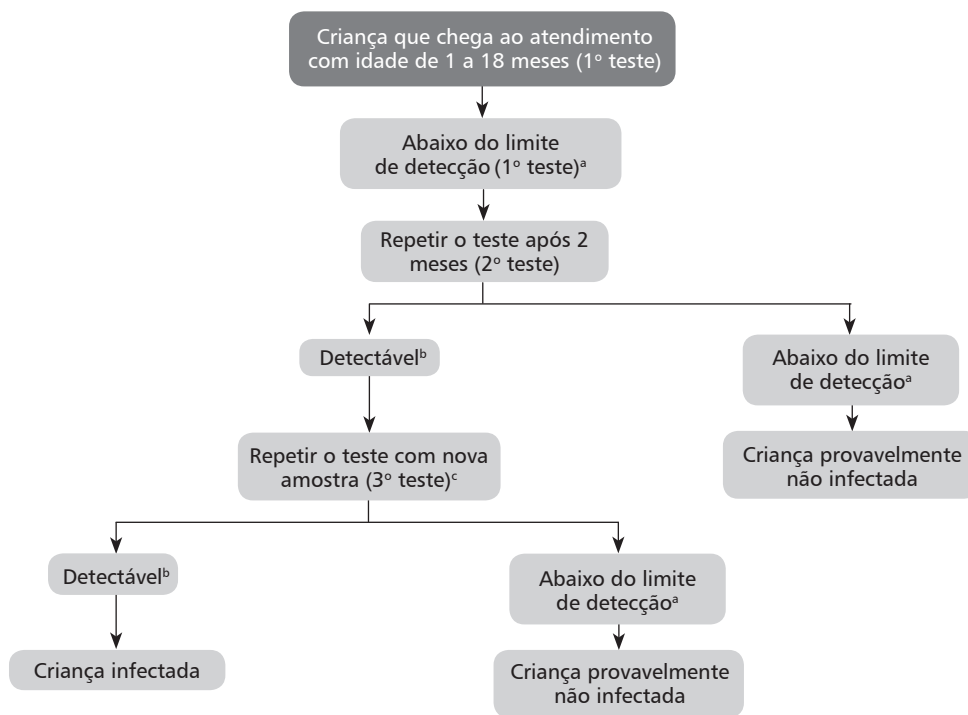 Criança que chega ao atendimento
com idade de 1 a 18 meses (1º teste)
Abaixo do limite
de detecção (1º teste)ᵃ
Repetir o teste após 2
meses (2º teste)
Detectávelᵇ
Abaixo do limite
de detecçãoᵃ
Repetir o teste com nova
amostra (3º teste)ᶜ
Criança provavelmente
não infectada
Detectávelᵇ
Abaixo do limite
de detecçãoᵃ
Criança infectada
Criança provavelmente
não infectada